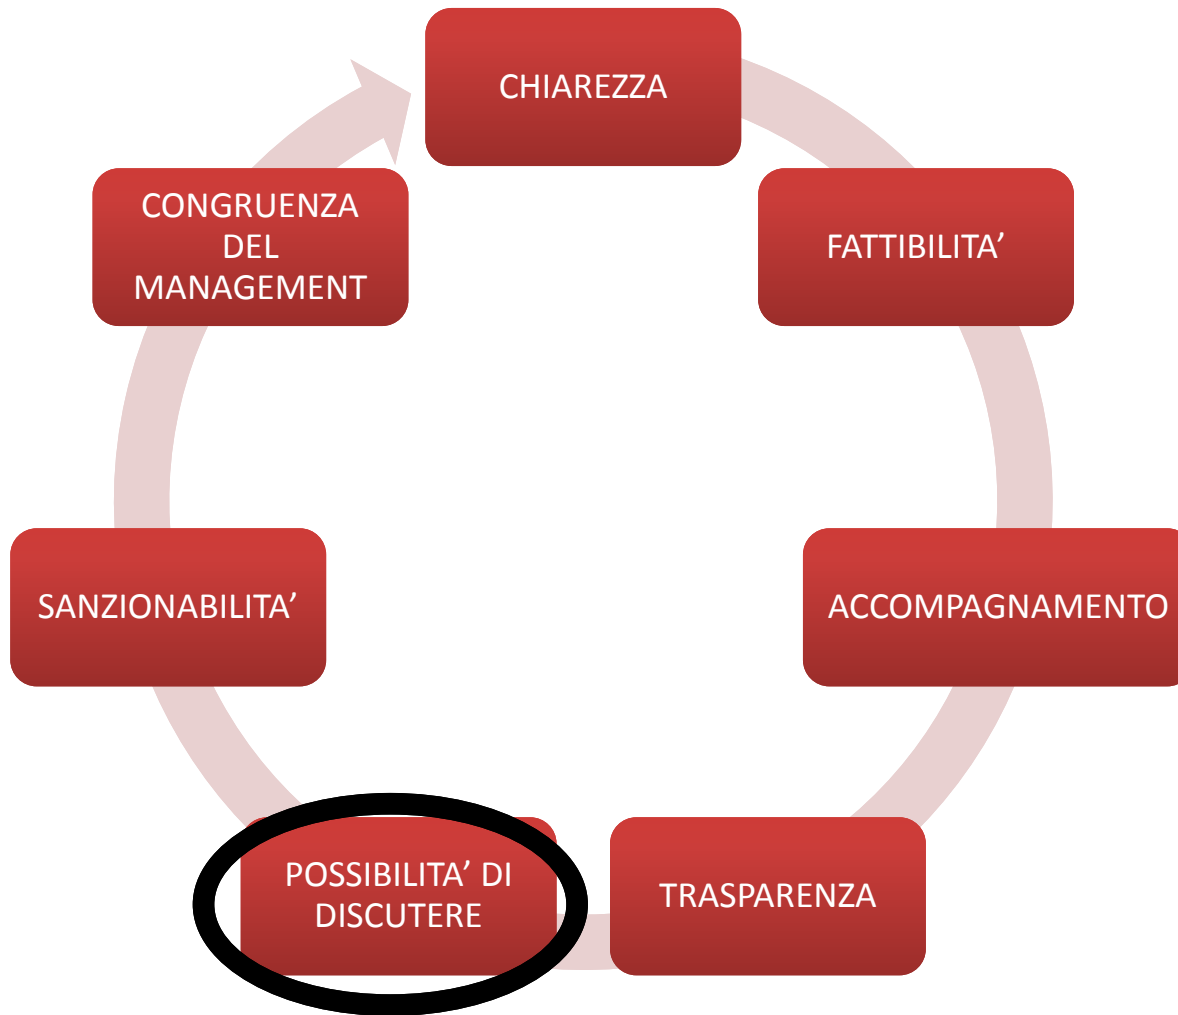 CHIAREZZA
FATTIBILITA’
ACCOMPAGNAMENTO
TRASPARENZA
POSSIBILITA’ DI
DISCUTERE
SANZIONABILITA’
CONGRUENZA
DEL
MANAGEMENT